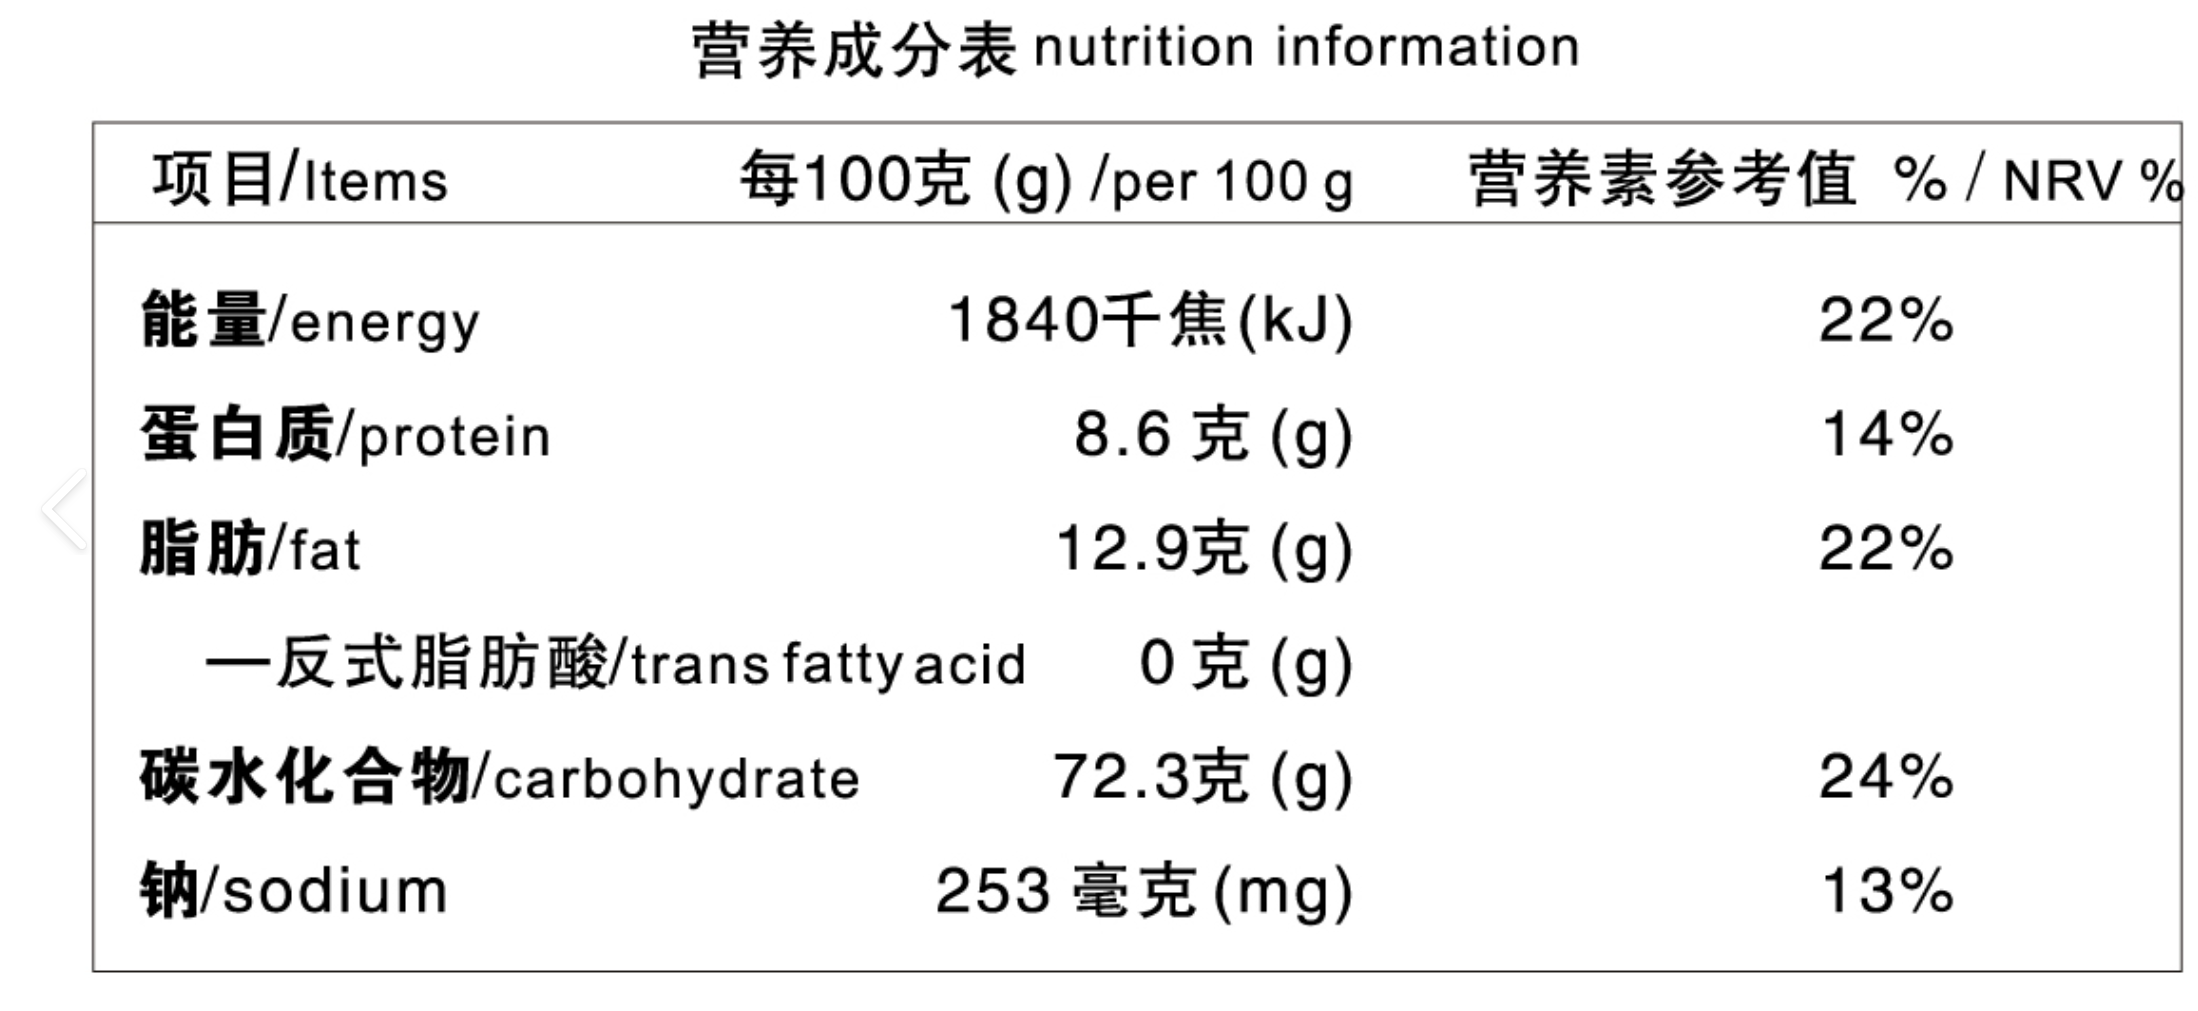 营养成分表 nutrition information
项目/Items 每100克 (g) /per 100 g 营养素参考值 % / NRV %
能量/energy 1840千焦(kJ) 22%
蛋白质/protein 8.6 克 (g) 14%
脂肪/fat 12.9克 (g) 22%
—反式脂肪酸/trans fatty acid 0 克 (g)
碳水化合物/carbohydrate 72.3克 (g) 24%
钠/sodium 253 毫克(mg) 13%